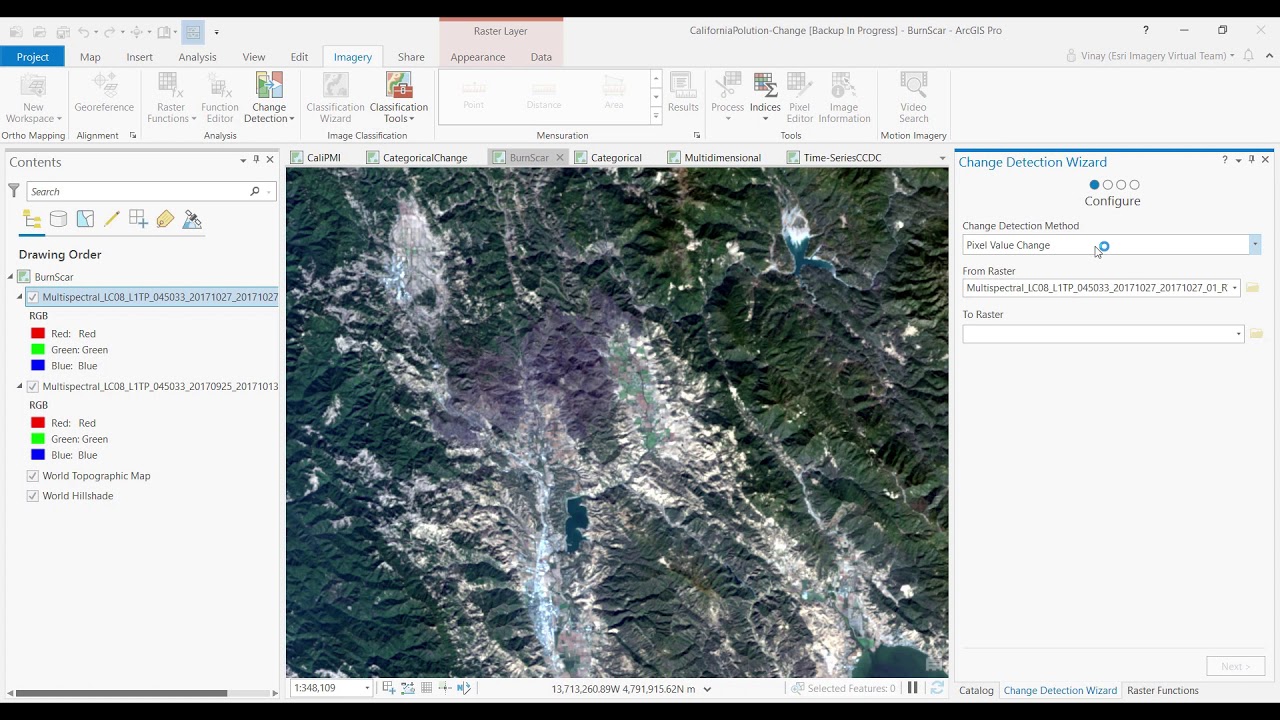 Raster Layer
CaliforniaPolution-Change [Backup In Progress] - BurnScar - ArcGIS Pro
?
Project Map Insert Analysis View Edit Imagery Share Appearance Data
Vinay (Esri Imagery Virtual Team)
New Workspace
Georeference
Raster Functions
Function Editor
Change Detection
Classification Wizard
Classification Tools
Point
Distance
Area
Results
Process
Indices
Pixel Editor
Image Information
Video Search
Ortho Mapping
Alignment
Analysis
Image Classification
Mensuration
Tools
Motion Imagery
Contents
Search
Drawing Order
BurnScar
Multispectral_LC08_L1TP_045033_20171027_20171027
RGB
Red: Red
Green: Green
Blue: Blue
Multispectral_LC08_L1TP_045033_20170925_20171013
RGB
Red: Red
Green: Green
Blue: Blue
World Topographic Map
World Hillshade
CaliPMI
CategoricalChange
BurnScar
Categorical
Multidimensional
Time-SeriesCCDC
1:348,109
13,713,260.89W 4,791,915.62N m
Selected Features: 0
Change Detection Wizard
?
Configure
Change Detection Method
Pixel Value Change
From Raster
Multispectral_LC08_L1TP_045033_20171027_20171027_01_R
To Raster
Next >
Catalog
Change Detection Wizard
Raster Functions